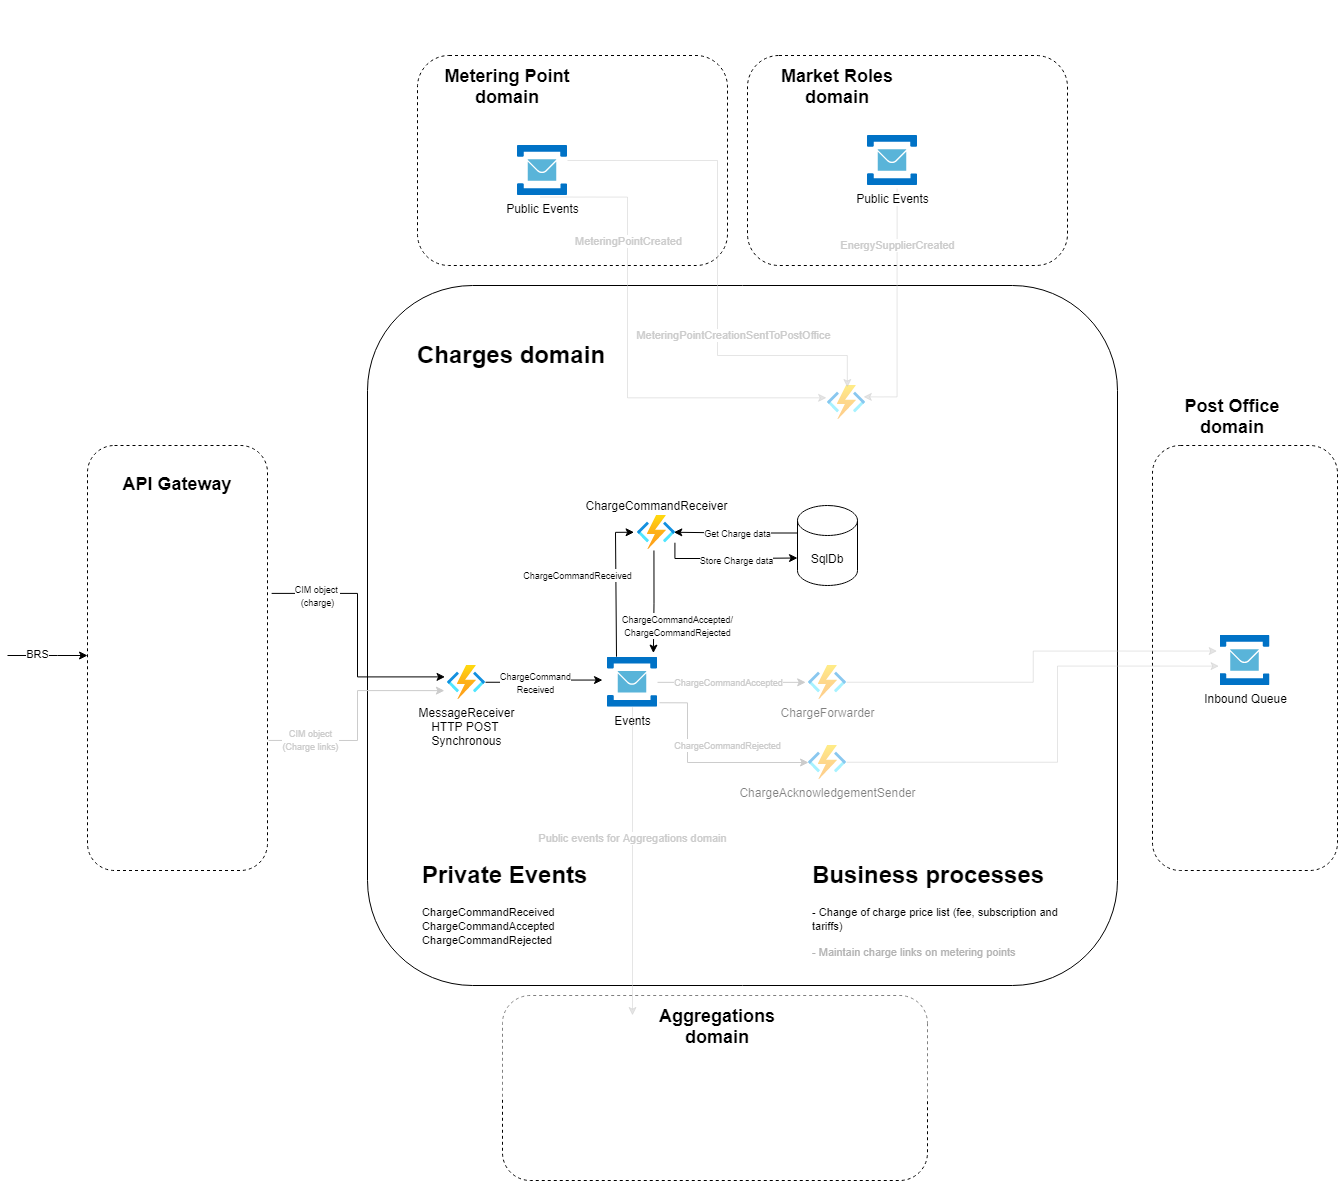 Metering Point
domain
Market Roles
domain
Public Events
Public Events
MeteringPointCreated
EnergySupplierCreated
MeteringPointCreationSentToPostOffice
Charges domain
Post Office
domain
API Gateway
ChargeCommandReceiver
Get Charge data
SqlDb
Store Charge data
ChargeCommandReceived
CIM object
(charge)
ChargeCommandAccepted/
ChargeCommandRejected
BRS
ChargeCommand
Received
ChargeCommandAccepted
Inbound Queue
MessageReceiver
HTTP POST
Synchronous
Events
ChargeForwarder
CIM object
(Charge links)
ChargeCommandRejected
ChargeAcknowledgementSender
Public events for Aggregations domain
Private Events
ChargeCommandReceived
ChargeCommandAccepted
ChargeCommandRejected
Business processes
- Change of charge price list (fee, subscription and
tariffs)
- Maintain charge links on metering points
Aggregations
domain